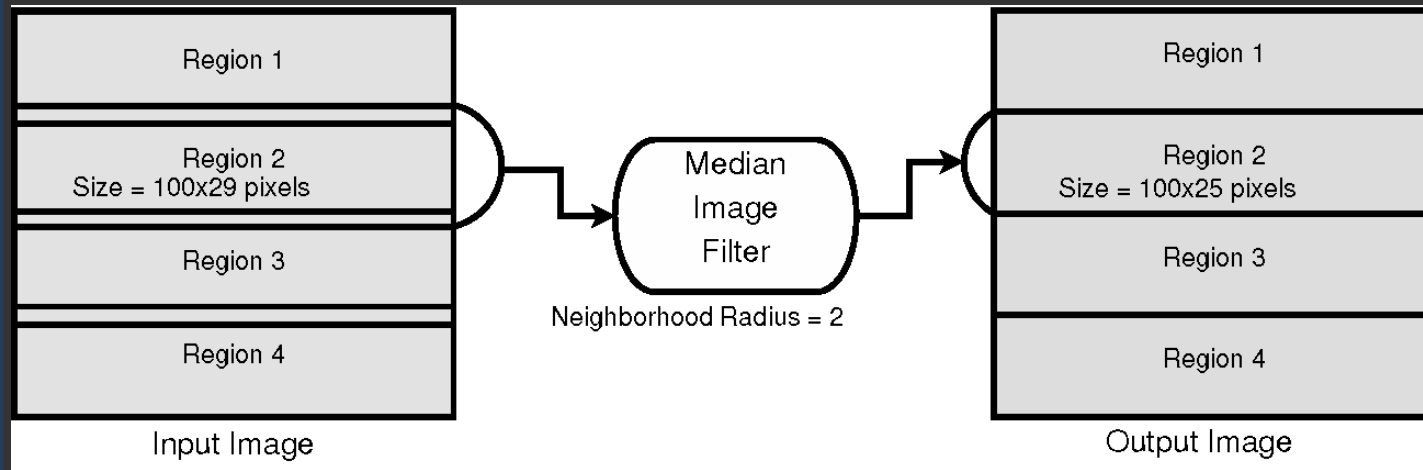 Region 1
Region 2
Size = 100x29 pixels
Region 3
Region 4
Input Image
Median
Image
Filter
Neighborhood Radius = 2
Region 1
Region 2
Size = 100x25 pixels
Region 3
Region 4
Output Image